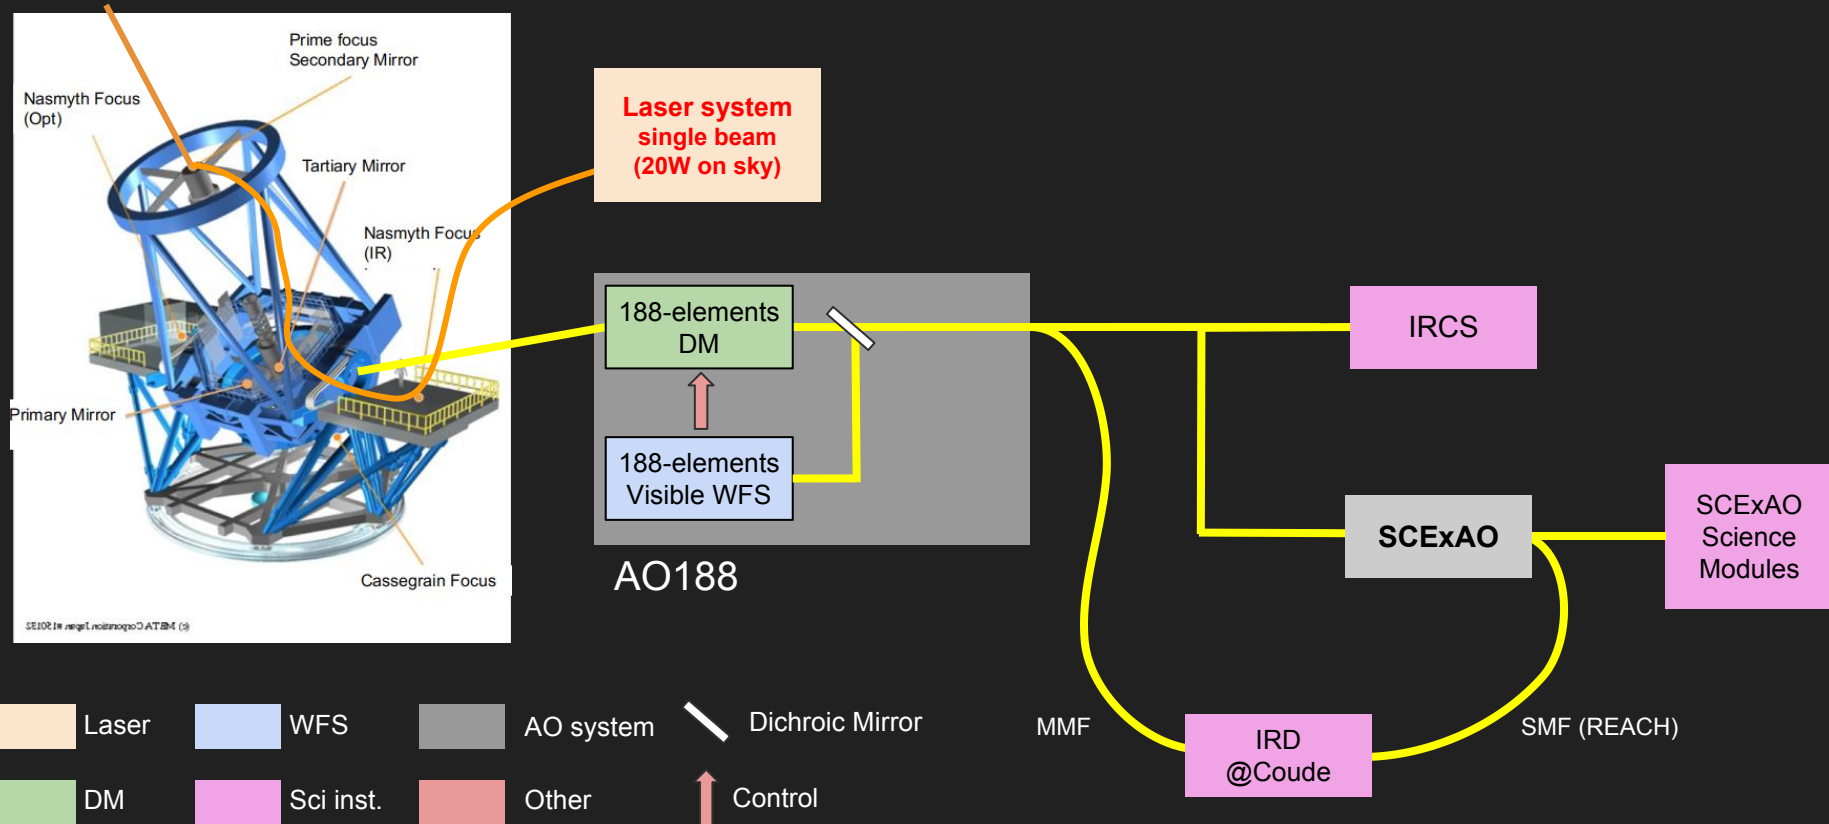 Prime focus
Secondary Mirror
Nasmyth Focus
(Opt)
Tartiary Mirror
Nasmyth Focus
(IR)
Primary Mirror
Cassegrain Focus
Laser system
single beam
(20W on sky)
188-elements
DM
188-elements
Visible WFS
AO188
IRCS
SCExAO
SCExAO
Science
Modules
MMF
IRD
@Coude
SMF (REACH)
Laser
WFS
AO system
Dichroic Mirror
DM
Sci inst.
Other
Control